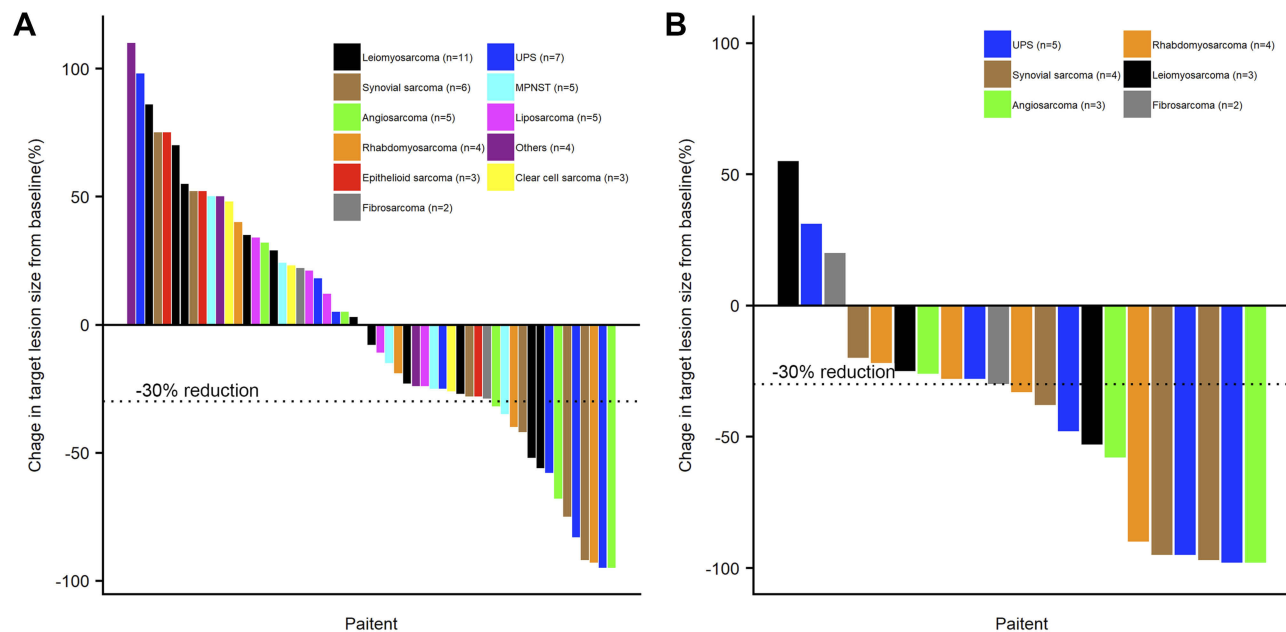 A
Chage in target lesion size from baseline(%)
100
50
0
-50
-100
Leiomyosarcoma (n=11)
Synovial sarcoma (n=6)
Angiosarcoma (n=5)
Rhabdomyosarcoma (n=4)
Epithelioid sarcoma (n=3)
Fibrosarcoma (n=2)
UPS (n=7)
MPNST (n=5)
Liposarcoma (n=5)
Others (n=4)
Clear cell sarcoma (n=3)
-30% reduction
Paitent
B
Chage in target lesion size from baseline(%)
100
50
0
-50
-100
UPS (n=5)
Synovial sarcoma (n=4)
Angiosarcoma (n=3)
Rhabdomyosarcoma (n=4)
Leiomyosarcoma (n=3)
Fibrosarcoma (n=2)
-30% reduction
Paitent